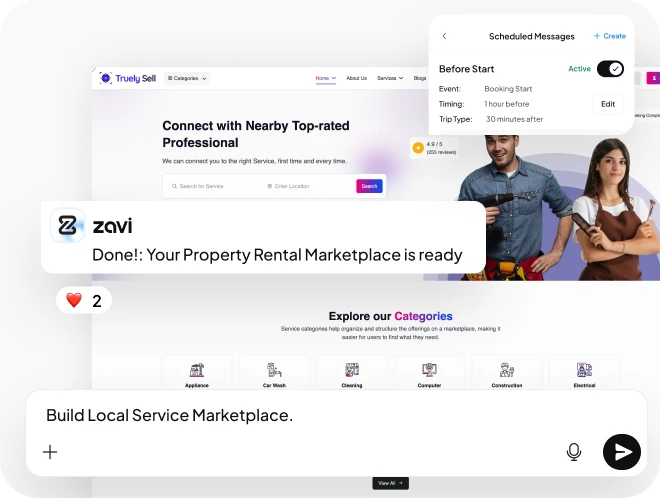 Scheduled Messages
+ Create
Before Start
Active
Event: Booking Start
Timing: 1 hour before
Edit
Trip Type: 30 minutes after
Truely Sell
Categories
Home
About Us
Services
Blogs
Connect with Nearby Top-rated
Professional
We can connect you to the right Service, first time and every time.
4.9 / 5
(255 reviews)
Search for Service
Enter Location
Search
zavi
Done!: Your Property Rental Marketplace is ready
❤️ 2
Explore our Categories
Service categories help organize and structure the offerings on a marketplace, making it
easier for users to find what they need.
Appliance
Car Wash
Cleaning
Computer
Construction
Electrical
Build Local Service Marketplace.
View All →